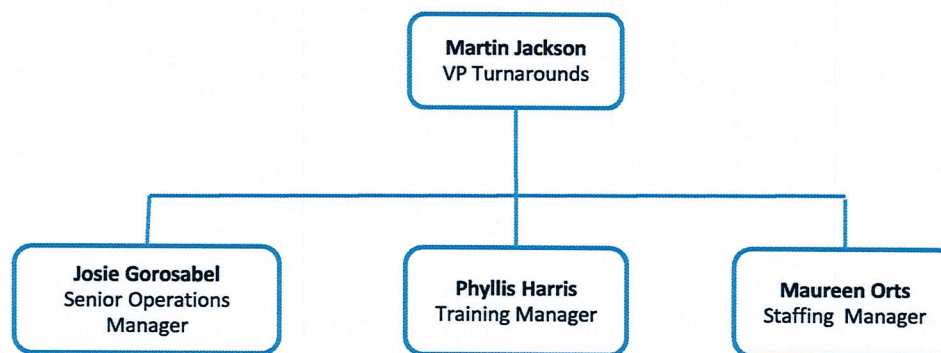 Martin Jackson
VP Turnarounds
Josie Gorosabel
Senior Operations
Manager
Phyllis Harris
Training Manager
Maureen Orts
Staffing Manager